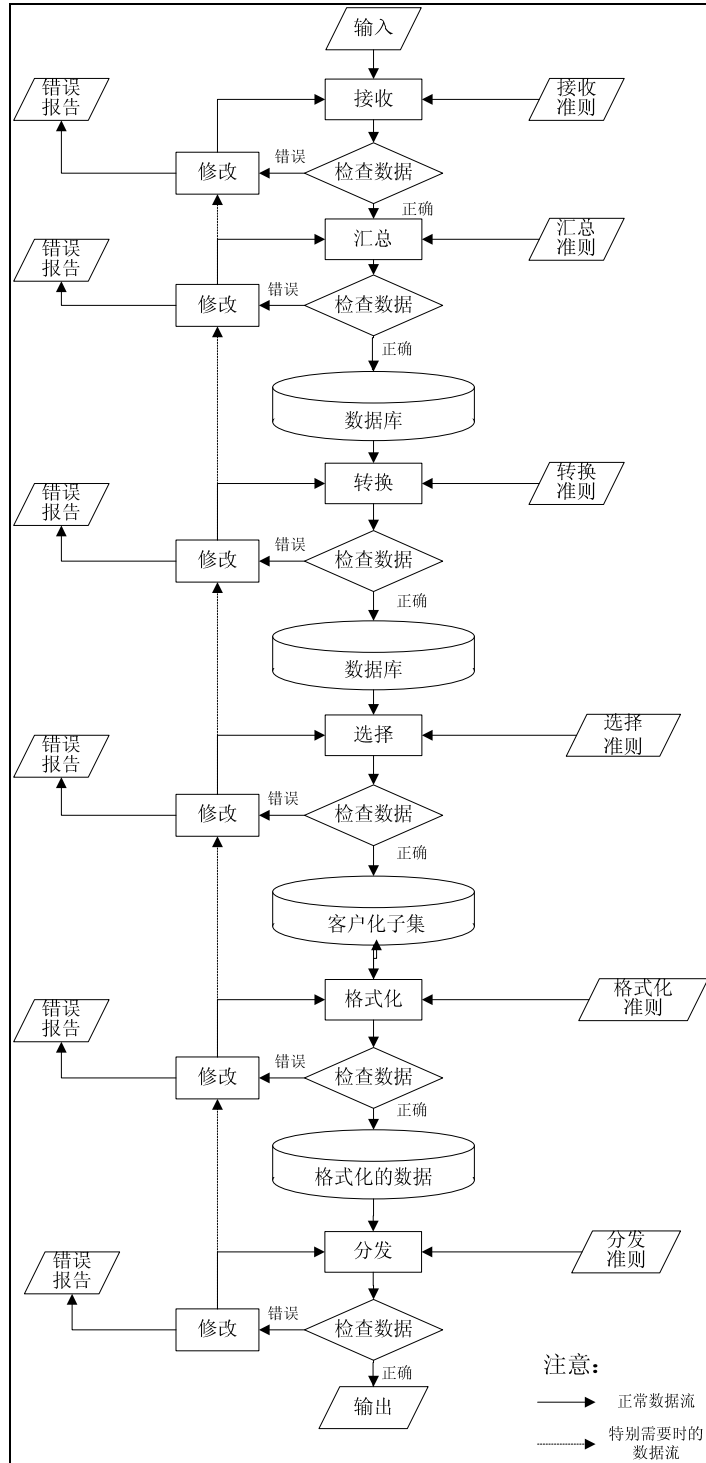 输入
错误
报告
接收
接收
准则
修改
错误
检查数据
正确
错误
报告
汇总
汇总
准则
修改
错误
检查数据
正确
数据库
错误
报告
转换
转换
准则
修改
错误
检查数据
正确
数据库
错误
报告
选择
选择
准则
修改
错误
检查数据
正确
客户化子集
错误
报告
格式化
格式化
准则
修改
错误
检查数据
正确
格式化的数据
错误
报告
分发
分发
准则
修改
错误
检查数据
正确
输出
注意：
正常数据流
特别需要时的
数据流